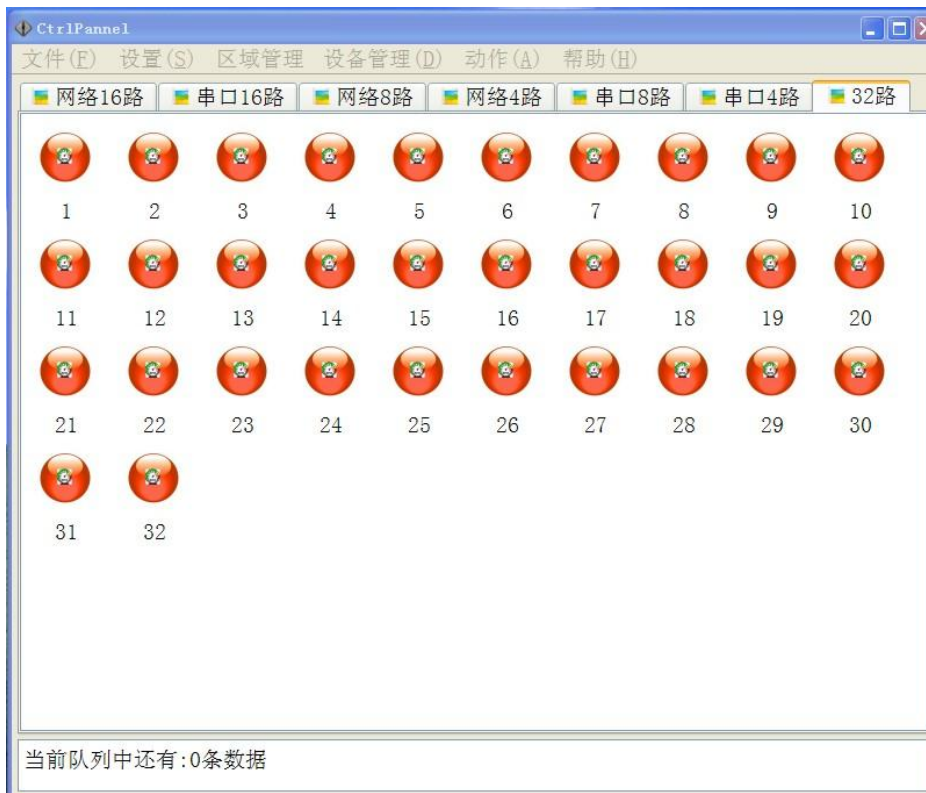 CtrlPannel
文件(F) 设置(S) 区域管理 设备管理(D) 动作(A) 帮助(H)
网络16路 串口16路 网络8路 网络4路 串口8路 串口4路 32路
1 2 3 4 5 6 7 8 9 10
11 12 13 14 15 16 17 18 19 20
21 22 23 24 25 26 27 28 29 30
31 32
当前队列中还有:0条数据